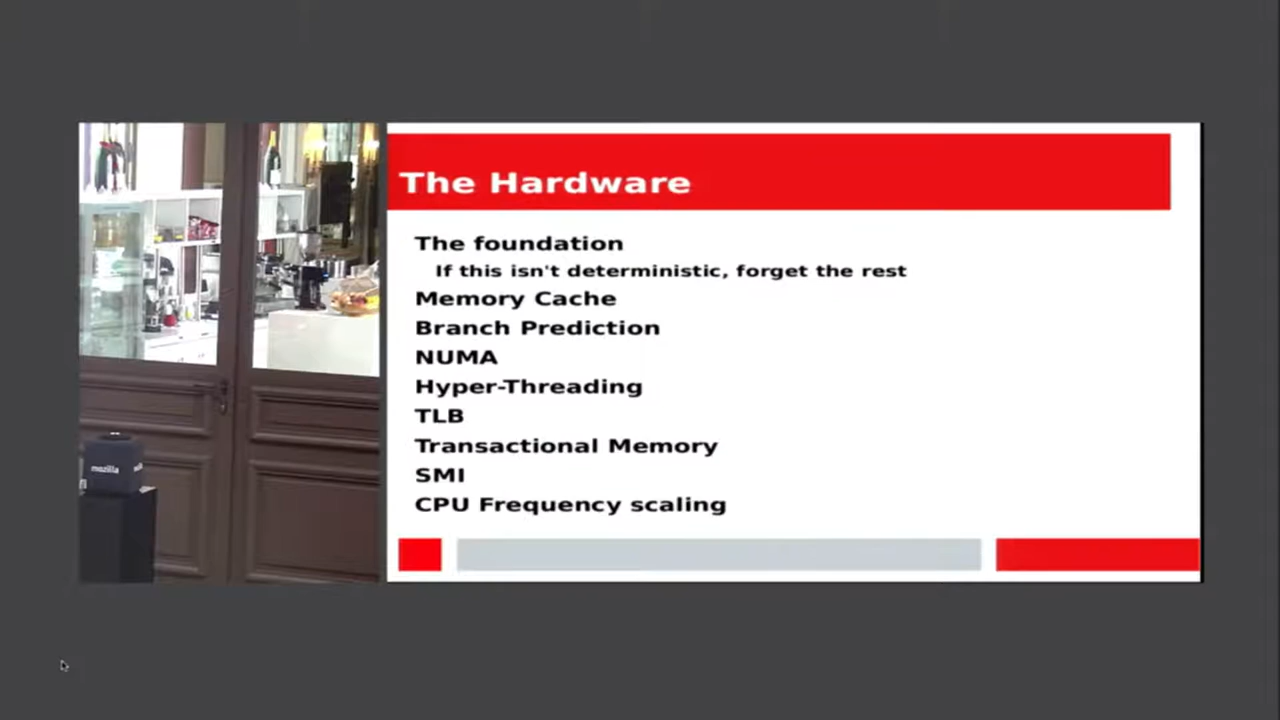 The Hardware
The foundation
If this isn't deterministic, forget the rest
Memory Cache
Branch Prediction
NUMA
Hyper-Threading
TLB
Transactional Memory
SMI
CPU Frequency scaling
mozilla